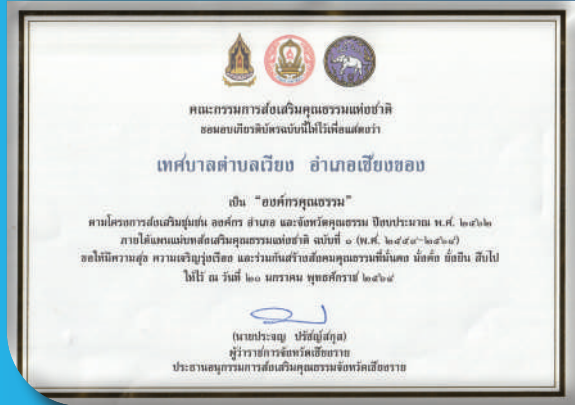 คณะกรรมการส่งเสริมคุณธรรมแห่งชาติ
ขอมอบเกียรติบัตรฉบับนี้ให้ไว้เพื่อแสดงว่า
เทศบาลตำบลเวียง อำเภอเชียงของ
เป็น “องค์กรคุณธรรม”
ตามโครงการส่งเสริมชุมชน องค์กร อำเภอ และจังหวัดคุณธรรม ปีงบประมาณ พ.ศ. ๒๕๖๒
ภายใต้แผนแม่บทส่งเสริมคุณธรรมแห่งชาติ ฉบับที่ ๑ (พ.ศ. ๒๕๕๙-๒๕๖๔)
ขอให้มีความสุข ความเจริญรุ่งเรือง และร่วมกันสร้างสังคมคุณธรรมที่มั่นคง มั่งคั่ง ยั่งยืน สืบไป
ให้ไว้ ณ วันที่ ๒๐ มกราคม พุทธศักราช
(นายประจญ ปรัชญ์สกุล)
ผู้ว่าราชการจังหวัดเชียงราย
ประธานอนุกรรมการส่งเสริมคุณธรรมจังหวัดเชียงราย